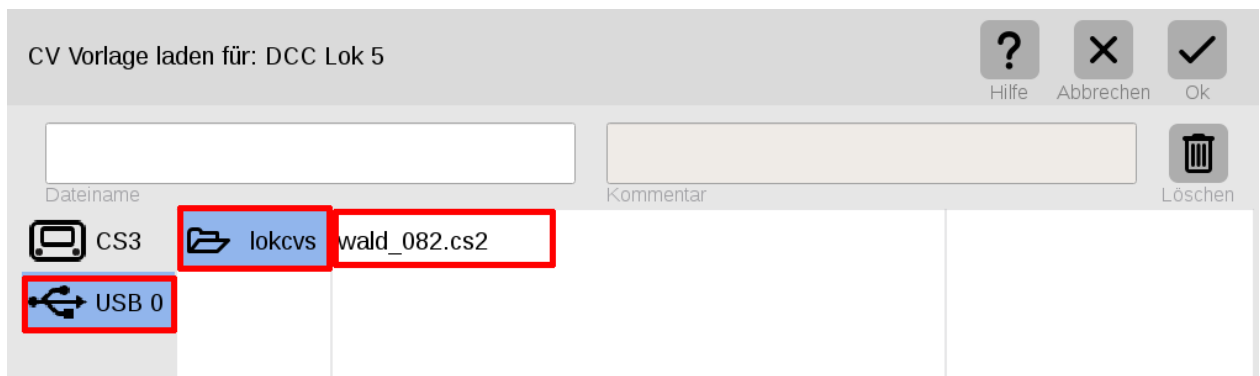 CV Vorlage laden für: DCC Lok 5
?
Hilfe
Abbrechen
Ok
Dateiname
Kommentar
Löschen
CS3
lokcvs
wald_082.cs2
USB 0